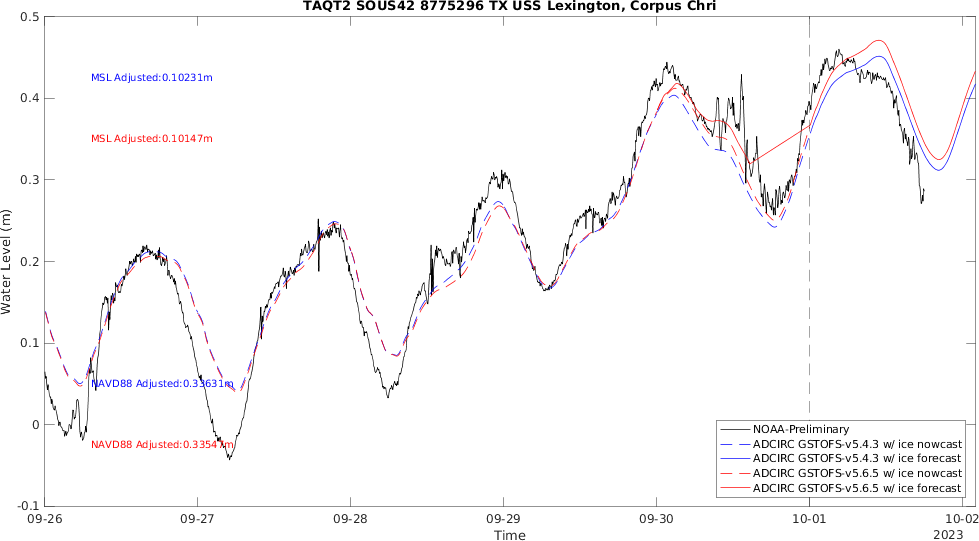 TAQT2 SOUS42 8775296 TX USS Lexington, Corpus Chri
0.5
0.4
0.3
0.2
0.1
0
-0.1
Water Level (m)
MSL Adjusted:0.10231m
MSL Adjusted:0.10147m
NAVD88 Adjusted:0.33631m
NAVD88 Adjusted:0.33547m
NOAA-Preliminary
ADCIRC GSTOFS-v5.4.3 w/ ice nowcast
ADCIRC GSTOFS-v5.4.3 w/ ice forecast
ADCIRC GSTOFS-v5.6.5 w/ ice nowcast
ADCIRC GSTOFS-v5.6.5 w/ ice forecast
09-26 09-27 09-28 09-29 09-30 10-01 10-02
Time 2023